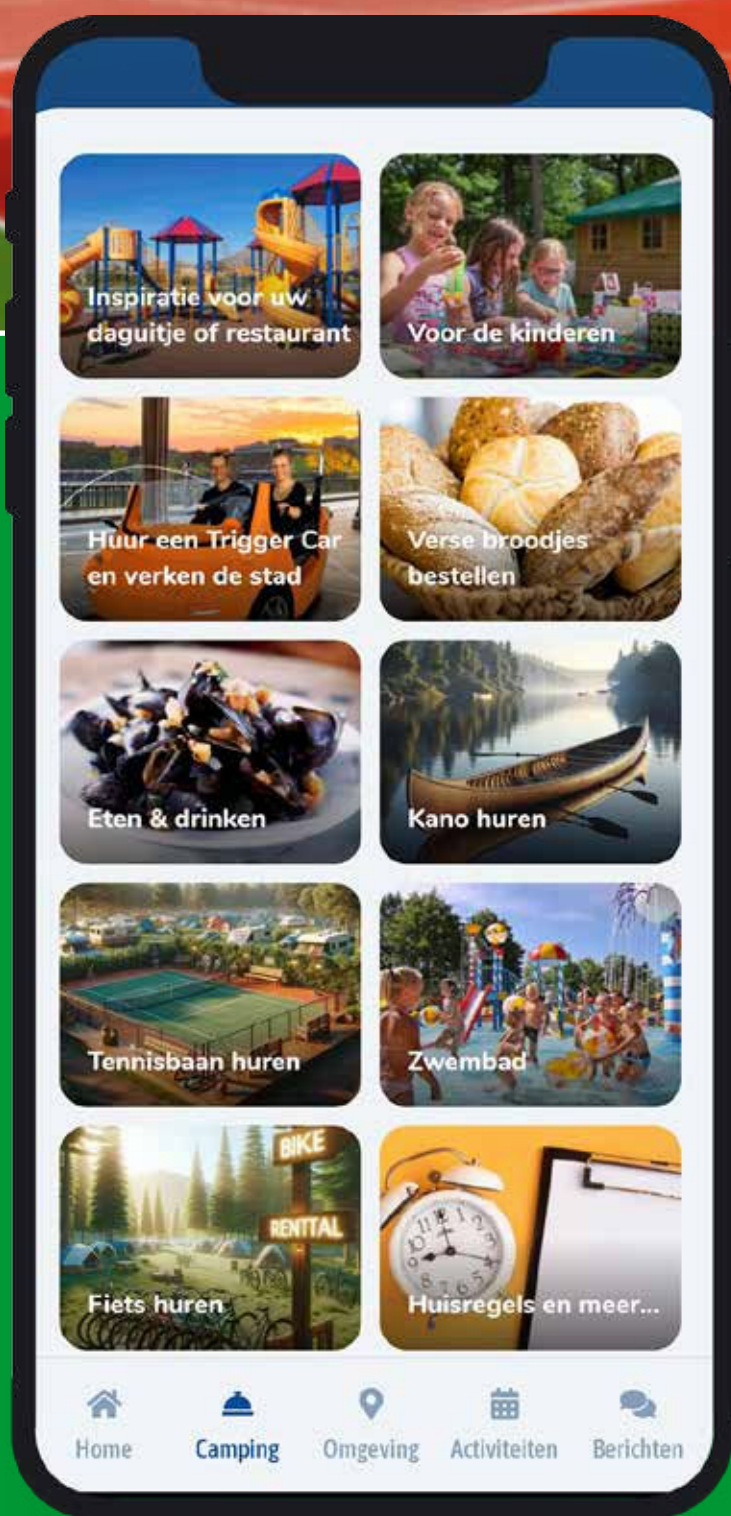 Inspiratie voor uw
daguitje of restaurant
Voor de kinderen
Huur een Trigger Car
en verken de stad
Verse broodjes
bestellen
Eten & drinken
Kano huren
Tennisbaan huren
Zwembad
BIKE
RENTTAL
Fiets huren
Huisregels en meer...
Home
Camping
Omgeving
Activiteiten
Berichten